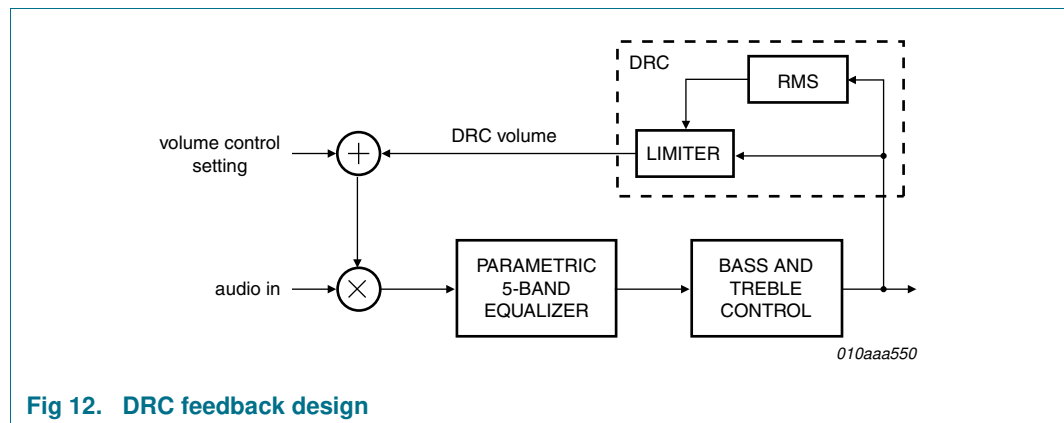 DRC
RMS
volume control
setting
+
DRC volume
LIMITER
audio in
×
PARAMETRIC
5-BAND
EQUALIZER
BASS AND
TREBLE
CONTROL
010aaa550
Fig 12. DRC feedback design